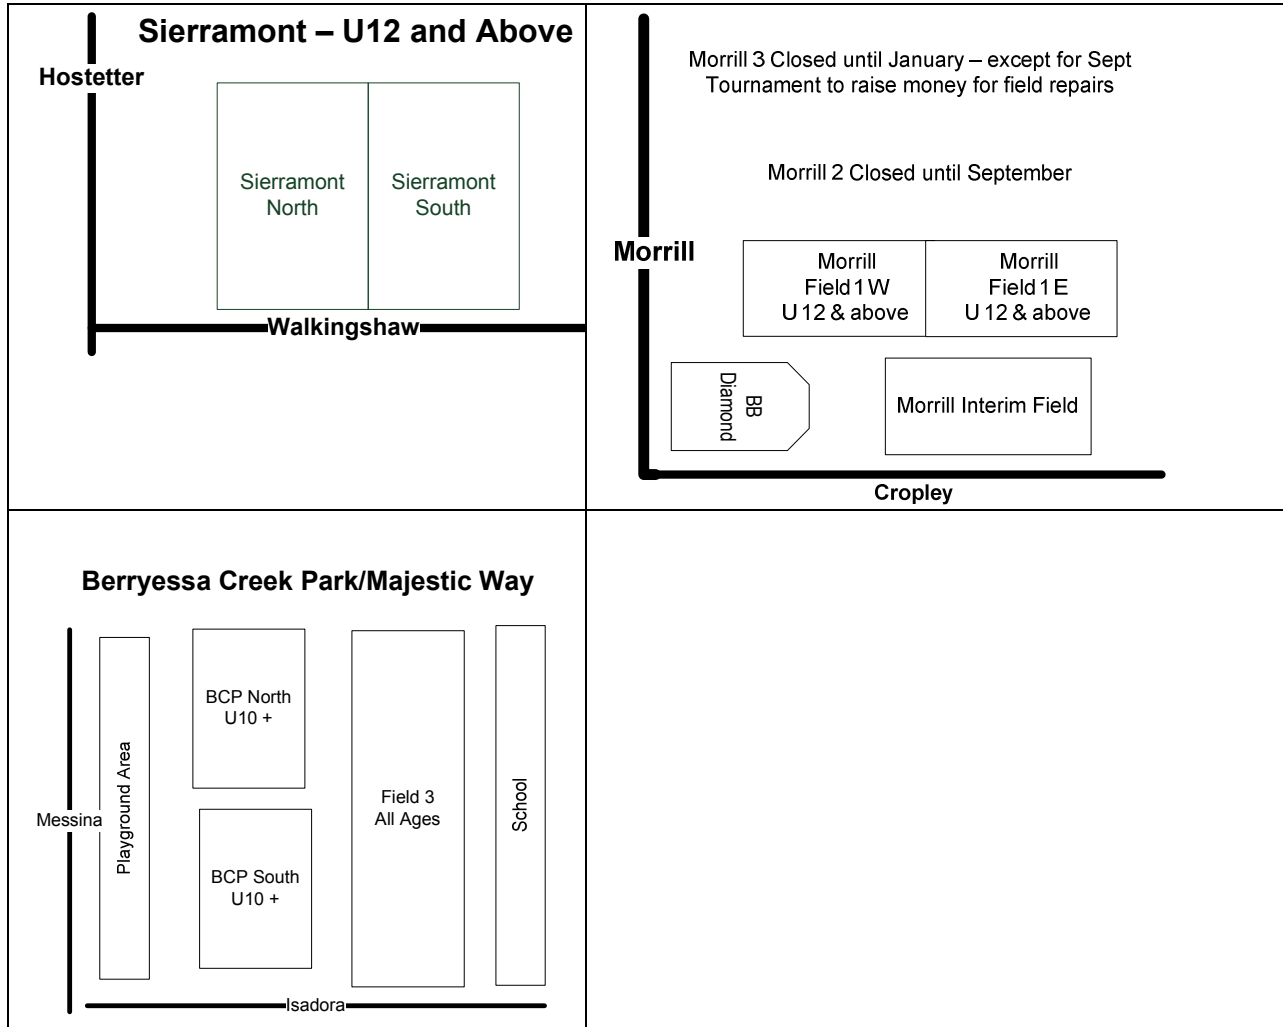 Sierramont – U12 and Above
Hostetter
Sierramont
North
Sierramont
South
Walkingshaw
Morrill 3 Closed until January – except for Sept
Tournament to raise money for field repairs
Morrill 2 Closed until September
Morrill
Morrill
Field 1 W
U 12 & above
Morrill
Field 1 E
U 12 & above
BB
Diamond
Morrill Interim Field
Cropley
Berryessa Creek Park/Majestic Way
Messina
Playground Area
BCP North
U10 +
BCP South
U10 +
Field 3
All Ages
School
Isadora